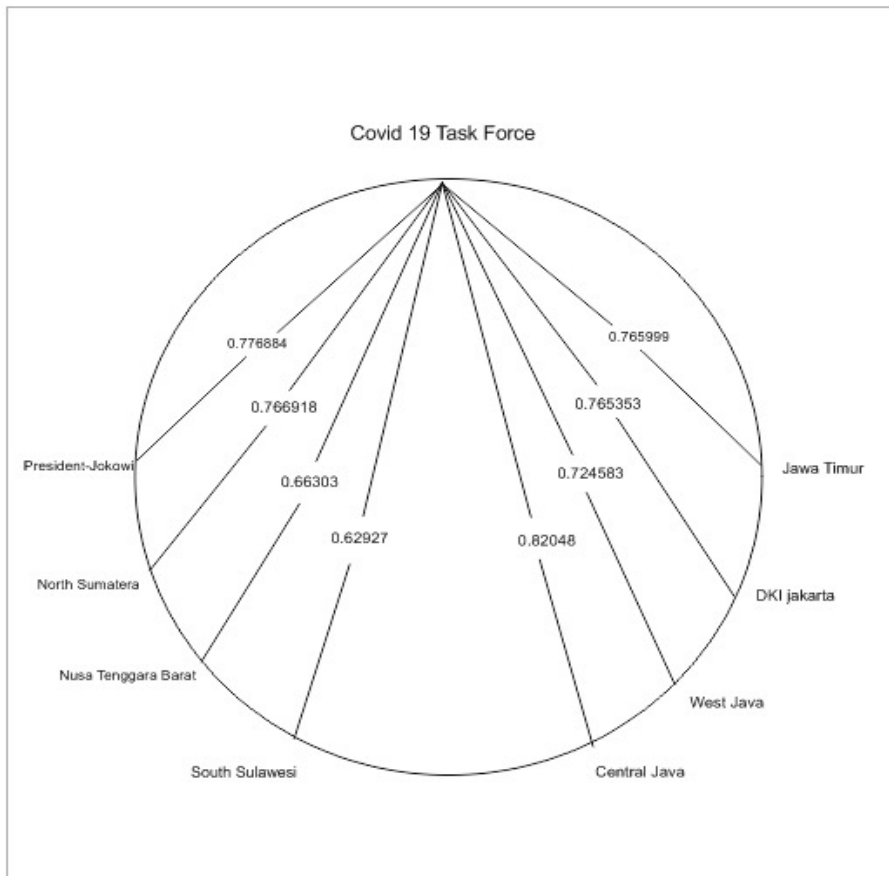 Covid 19 Task Force
0.776884
0.765999
0.766918
0.765353
0.66303
0.724583
0.62927
0.82048
President-Jokowi
Jawa Timur
North Sumatera
DKI jakarta
Nusa Tenggara Barat
West Java
South Sulawesi
Central Java